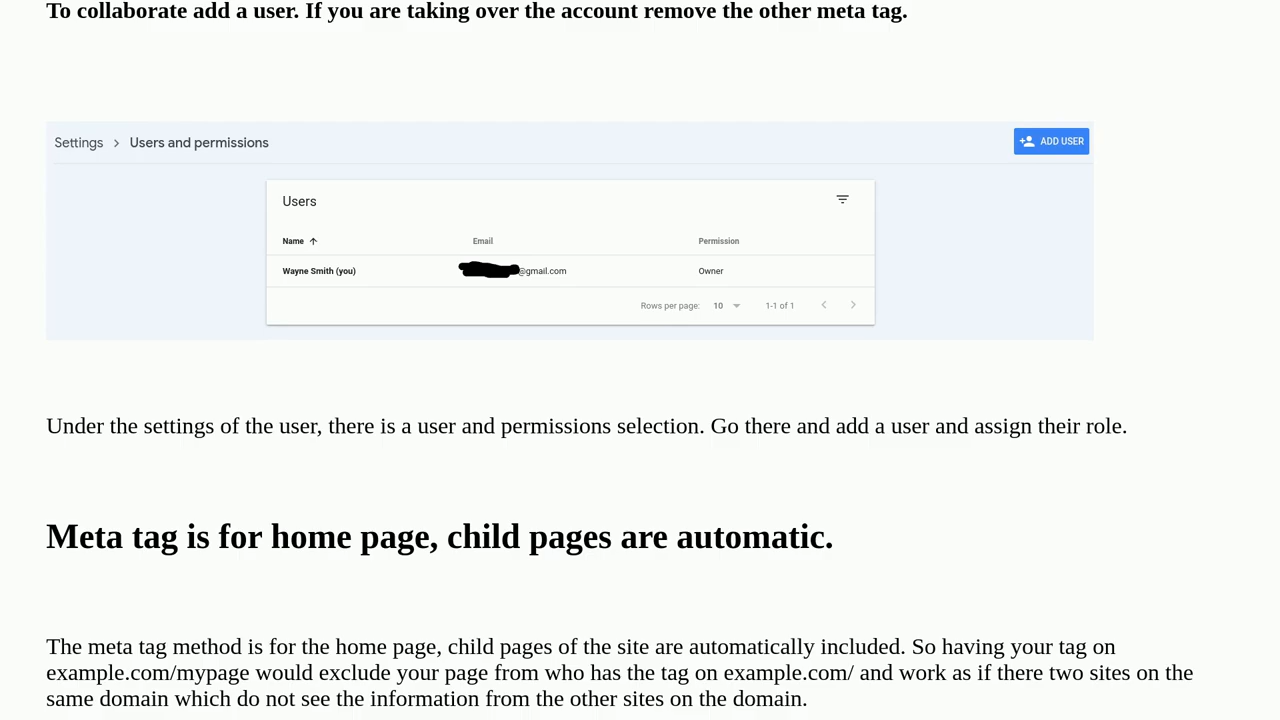 To collaborate add a user. If you are taking over the account remove the other meta tag.
Settings > Users and permissions
ADD USER
Users
Name Email Permission
Wayne Smith (you) @gmail.com Owner
Rows per page: 10 1-1 of 1
Under the settings of the user, there is a user and permissions selection. Go there and add a user and assign their role.
Meta tag is for home page, child pages are automatic.
The meta tag method is for the home page, child pages of the site are automatically included. So having your tag on
example.com/mypage would exclude your page from who has the tag on example.com/ and work as if there two sites on the
same domain which do not see the information from the other sites on the domain.